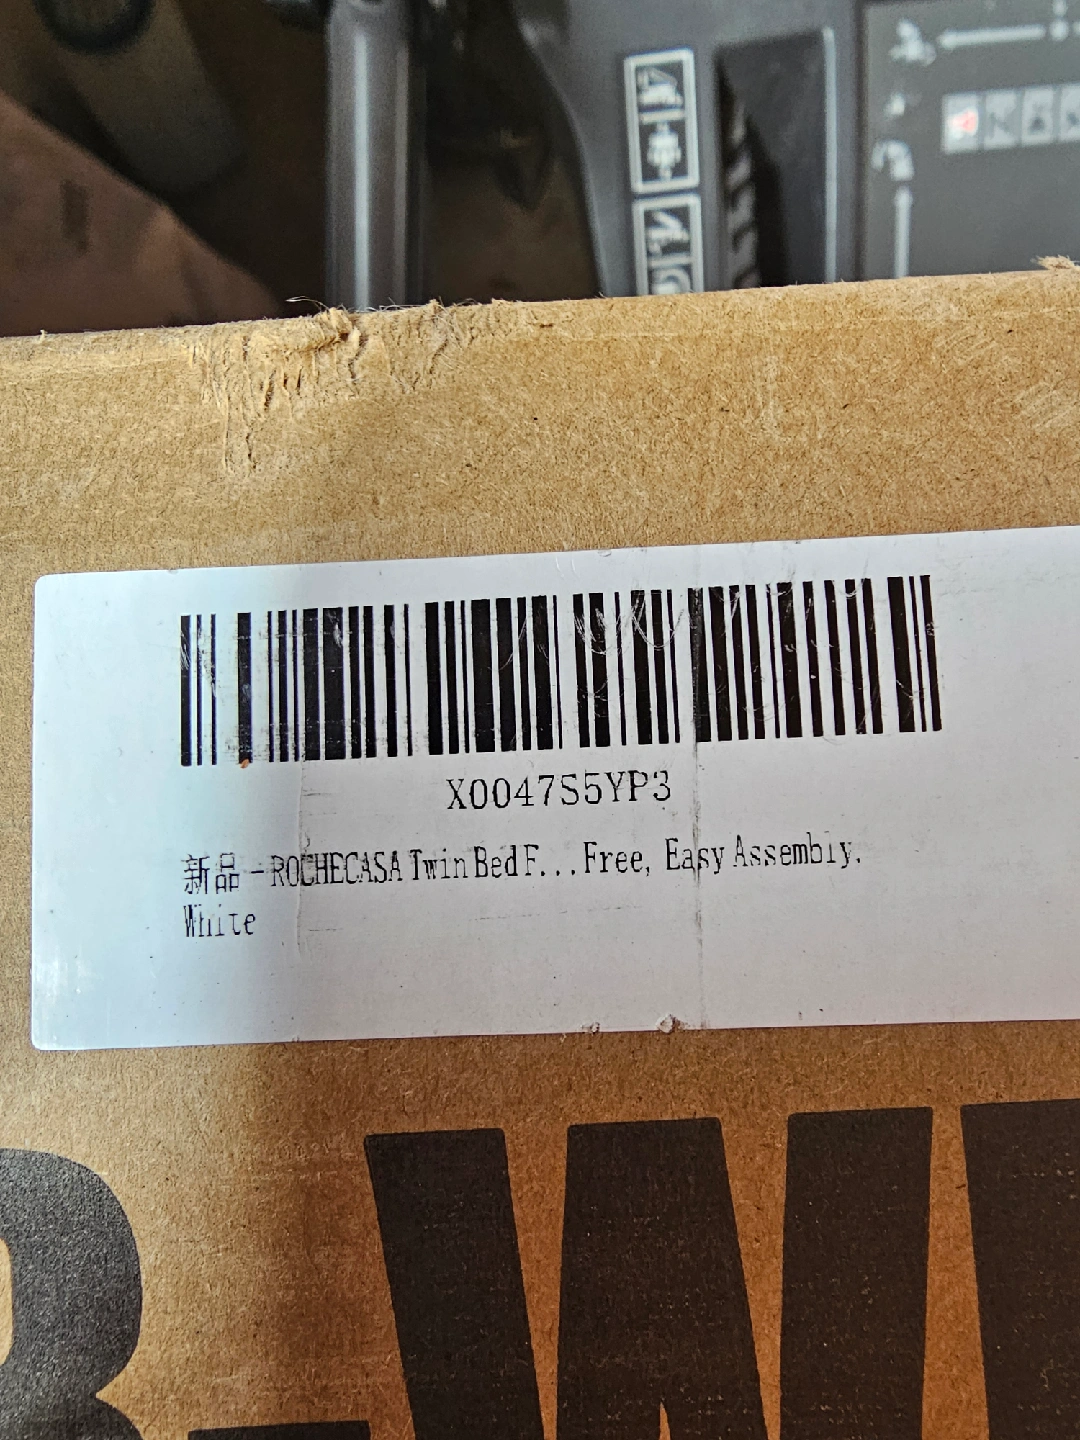 X0047S5YP3
新品 -ROCHECASA Twin Bed F...Free, Easy Assembly,
White